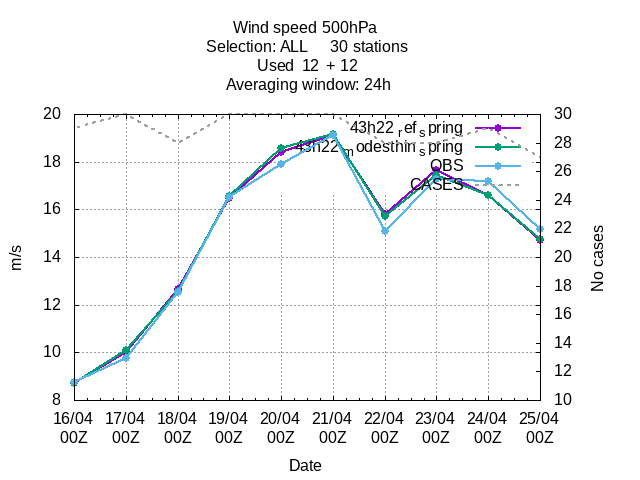 Wind speed 500hPa
Selection: ALL 30 stations
Used 12 + 12
Averaging window: 24h
20
18
16
14
12
10
8
m/s
30
28
26
24
22
20
18
16
14
12
10
No cases
43h22_ref_spring
43h22_modesthin_spring
OBS
CASES
16/04 17/04 18/04 19/04 20/04 21/04 22/04 23/04 24/04 25/04
00Z 00Z 00Z 00Z 00Z 00Z 00Z 00Z 00Z 00Z
Date